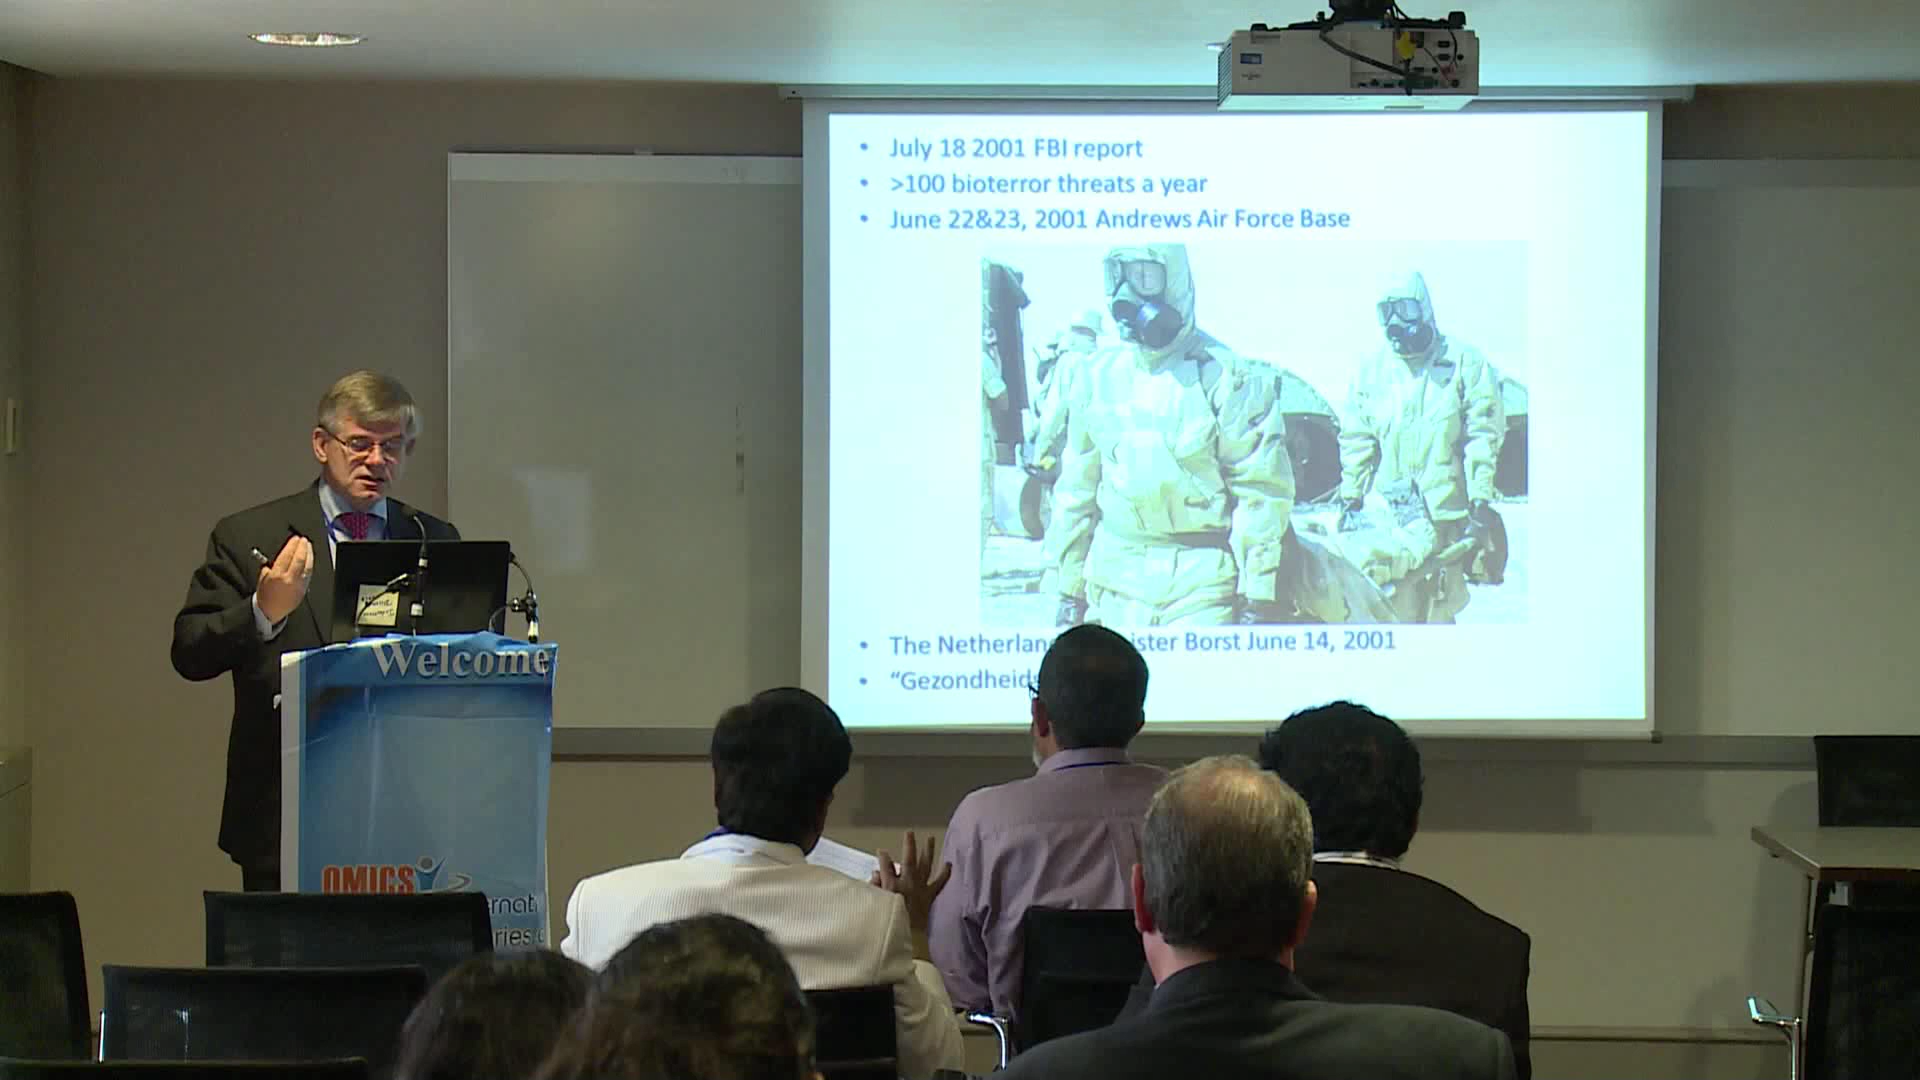 • July 18 2001 FBI report
• >100 bioterror threats a year
• June 22&23, 2001 Andrews Air Force Base
• The Netherlan ister Borst June 14, 2001
• “Gezondheids
Welcome
OMICS
ernati
ries